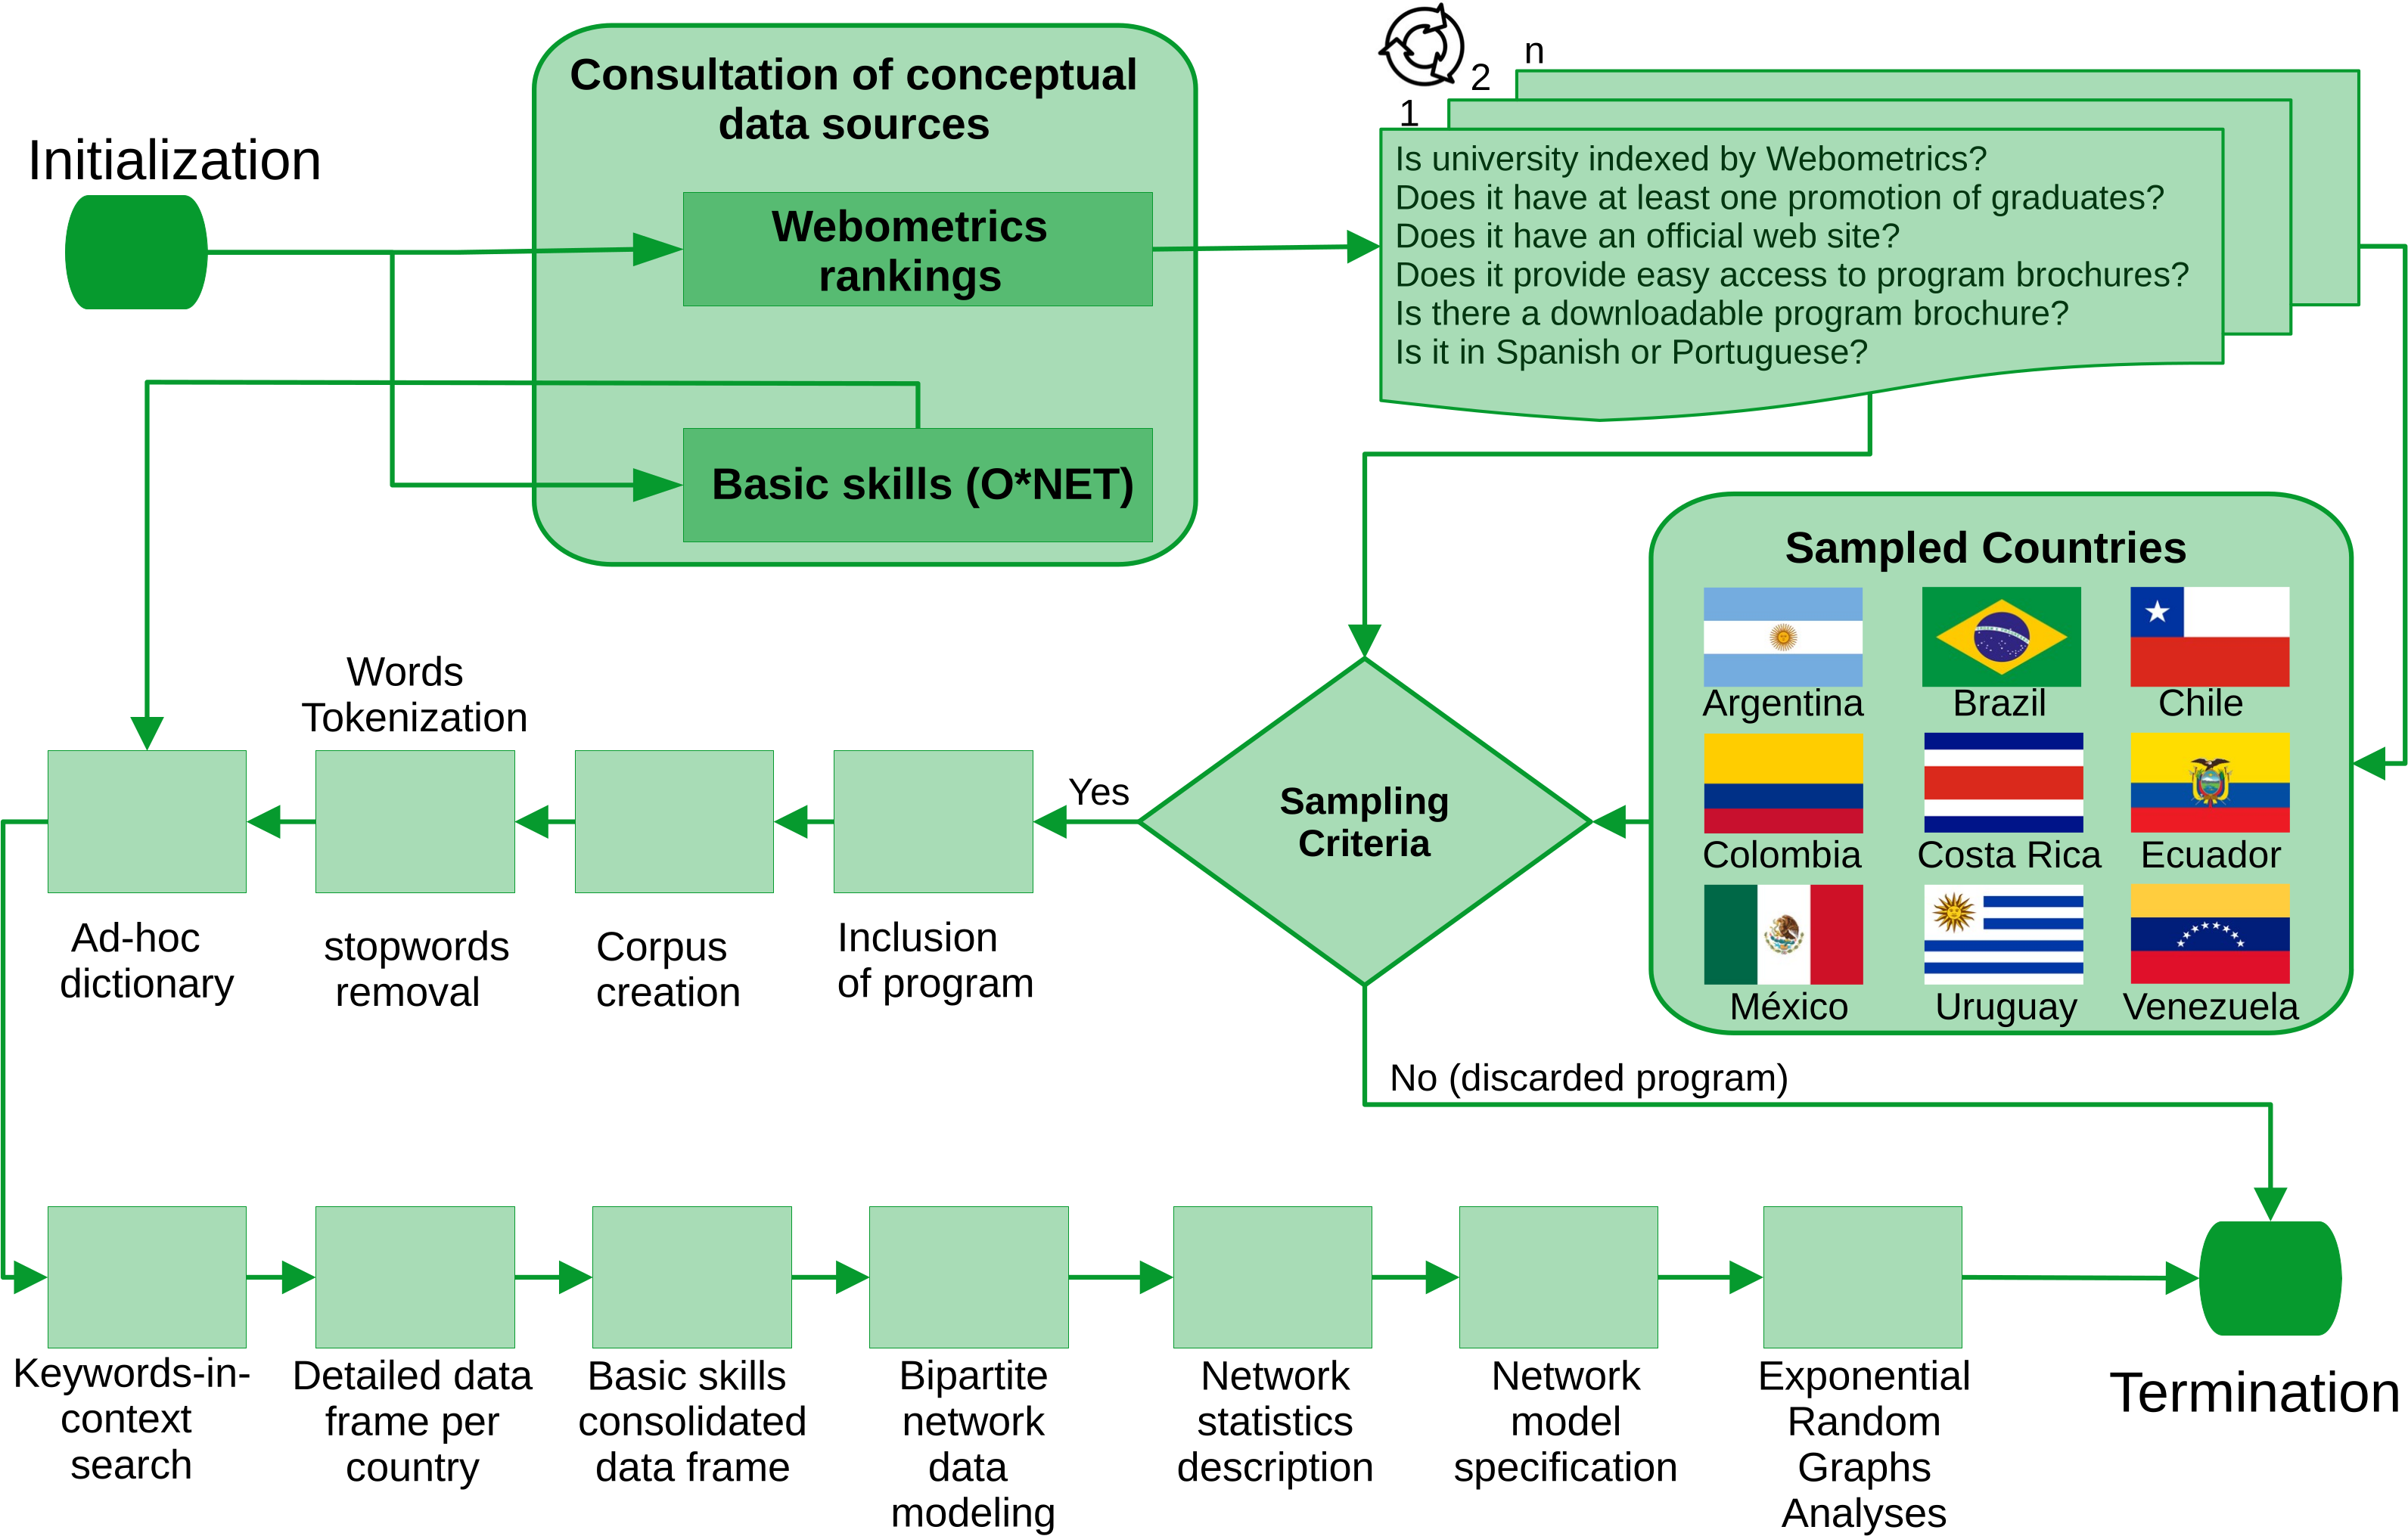 Initialization
Consultation of conceptual
data sources
Webometrics
rankings
Basic skills (O*NET)
1
2
n
Is university indexed by Webometrics?
Does it have at least one promotion of graduates?
Does it have an official web site?
Does it provide easy access to program brochures?
Is there a downloadable program brochure?
Is it in Spanish or Portuguese?
Sampled Countries
Argentina
Brazil
Chile
Colombia
Costa Rica
Ecuador
México
Uruguay
Venezuela
Sampling
Criteria
Yes
No (discarded program)
Inclusion
of program
Corpus
creation
Words
Tokenization
stopwords
removal
Ad-hoc
dictionary
Keywords-in-
context
search
Detailed data
frame per
country
Basic skills
consolidated
data frame
Bipartite
network
data
modeling
Network
statistics
description
Network
model
specification
Exponential
Random
Graphs
Analyses
Termination